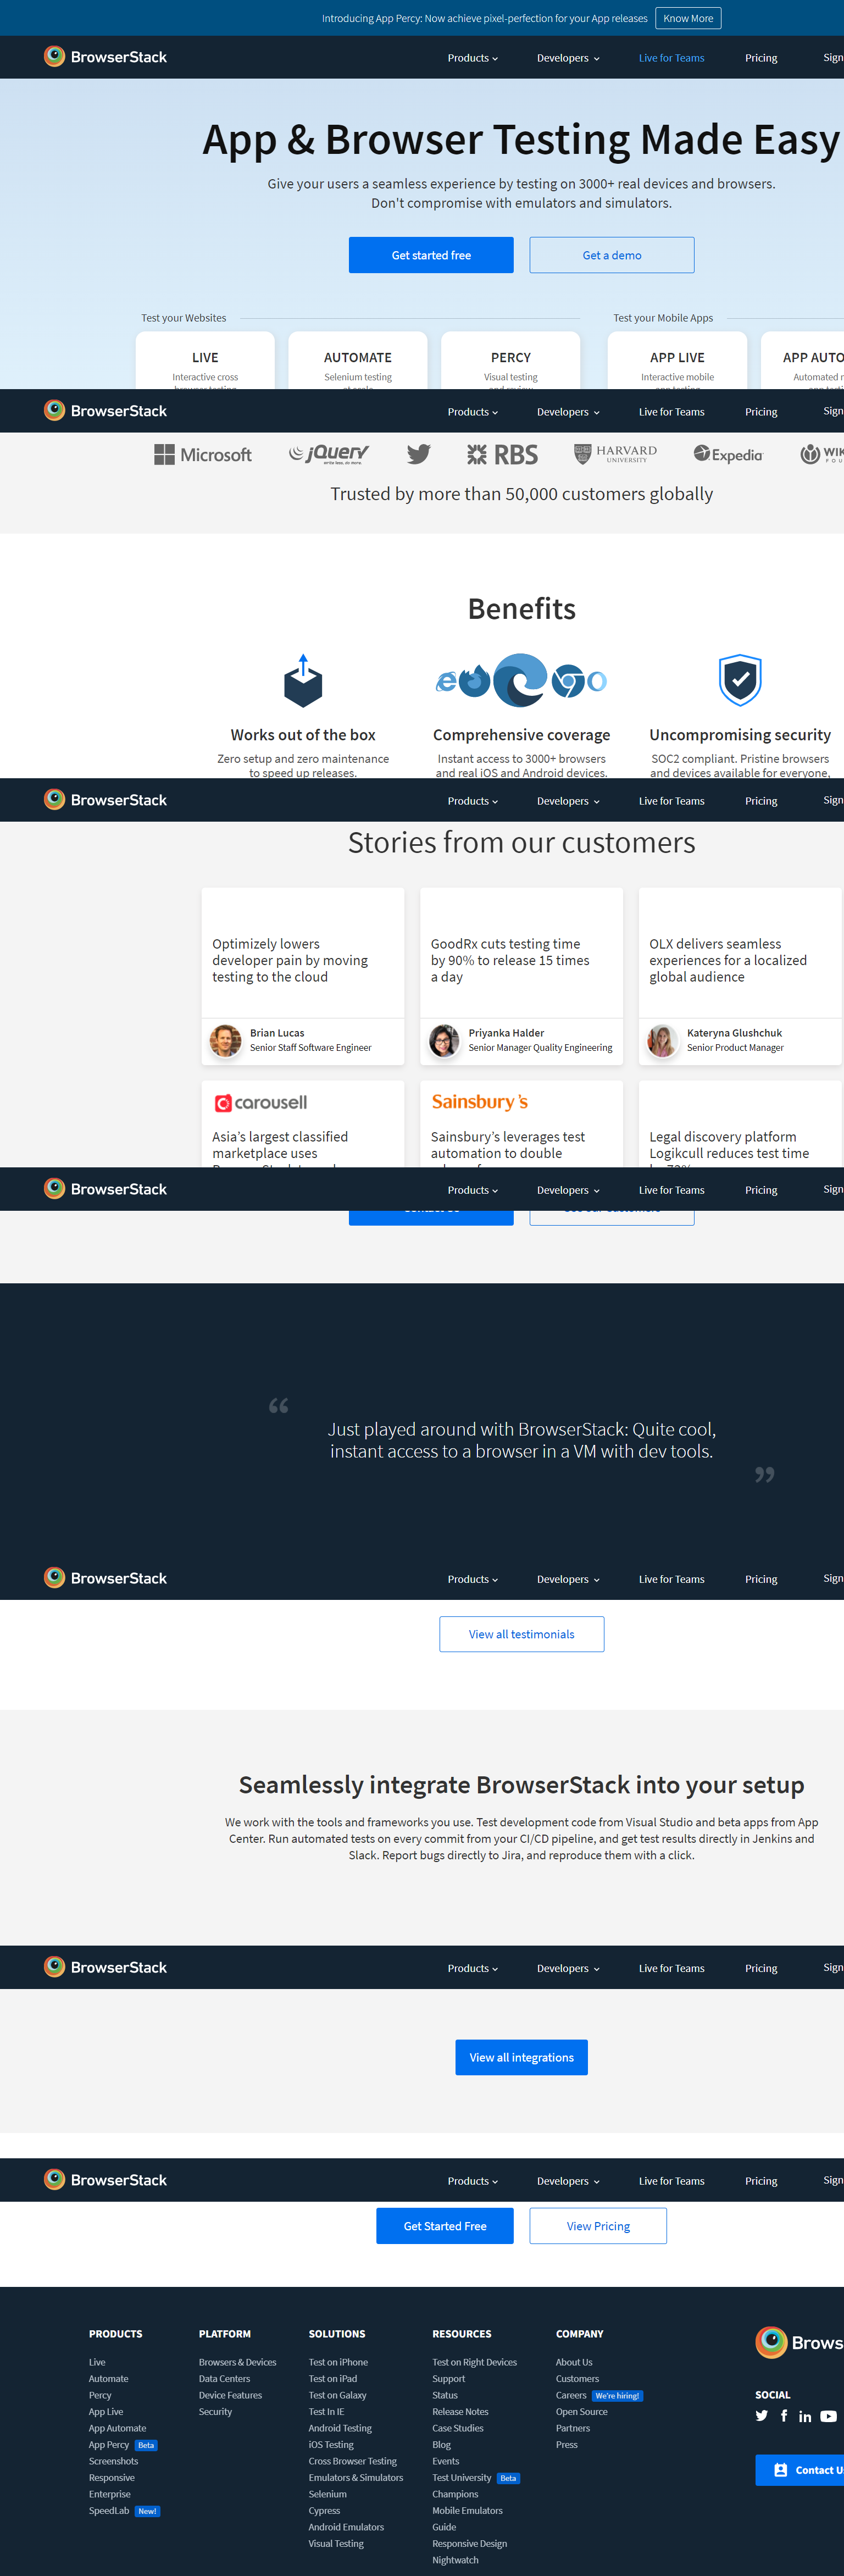 Introducing App Percy: Now achieve pixel-perfection for your App releases Know More
BrowserStack Products Developers Live for Teams Pricing Sign
App & Browser Testing Made Easy
Give your users a seamless experience by testing on 3000+ real devices and browsers.
Don't compromise with emulators and simulators.
Get started free Get a demo
Test your Websites Test your Mobile Apps
LIVE AUTOMATE PERCY APP LIVE APP AUTO
Interactive cross Selenium testing Visual testing Interactive mobile Automated
BrowserStack Products Developers Live for Teams Pricing Sign
Microsoft jQuery write less, do more. RBS HARVARD UNIVERSITY Expedia WIK
Trusted by more than 50,000 customers globally
Benefits
Works out of the box Comprehensive coverage Uncompromising security
Zero setup and zero maintenance Instant access to 3000+ browsers SOC2 compliant. Pristine browsers
to speed up releases. and real iOS and Android devices. and devices available for everyone,
BrowserStack Products Developers Live for Teams Pricing Sign
Stories from our customers
Optimizely lowers
developer pain by moving
testing to the cloud
Brian Lucas
Senior Staff Software Engineer
GoodRx cuts testing time
by 90% to release 15 times
a day
Priyanka Halder
Senior Manager Quality Engineering
OLX delivers seamless
experiences for a localized
global audience
Kateryna Glushchuk
Senior Product Manager
carousell
Asia’s largest classified
marketplace uses
Sainsbury's
Sainsbury’s leverages test
automation to double
Legal discovery platform
Logikcull reduces test time
BrowserStack Products Developers Live for Teams Pricing Sign
“
Just played around with BrowserStack: Quite cool,
instant access to a browser in a VM with dev tools.
”
BrowserStack Products Developers Live for Teams Pricing Sign
View all testimonials
Seamlessly integrate BrowserStack into your setup
We work with the tools and frameworks you use. Test development code from Visual Studio and beta apps from App
Center. Run automated tests on every commit from your CI/CD pipeline, and get test results directly in Jenkins and
Slack. Report bugs directly to Jira, and reproduce them with a click.
BrowserStack Products Developers Live for Teams Pricing Sign
View all integrations
BrowserStack Products Developers Live for Teams Pricing Sign
Get Started Free View Pricing
PRODUCTS
Live
Automate
Percy
App Live
App Automate
App Percy Beta
Screenshots
Responsive
Enterprise
SpeedLab New!
PLATFORM
Browsers & Devices
Data Centers
Device Features
Security
SOLUTIONS
Test on iPhone
Test on iPad
Test on Galaxy
Test In IE
Android Testing
iOS Testing
Cross Browser Testing
Emulators & Simulators
Selenium
Cypress
Android Emulators
Visual Testing
RESOURCES
Test on Right Devices
Support
Status
Release Notes
Case Studies
Blog
Events
Test University Beta
Champions
Mobile Emulators
Guide
Responsive Design
Nightwatch
COMPANY
About Us
Customers
Careers We're hiring!
Open Source
Partners
Press
Brows
SOCIAL
Contact U